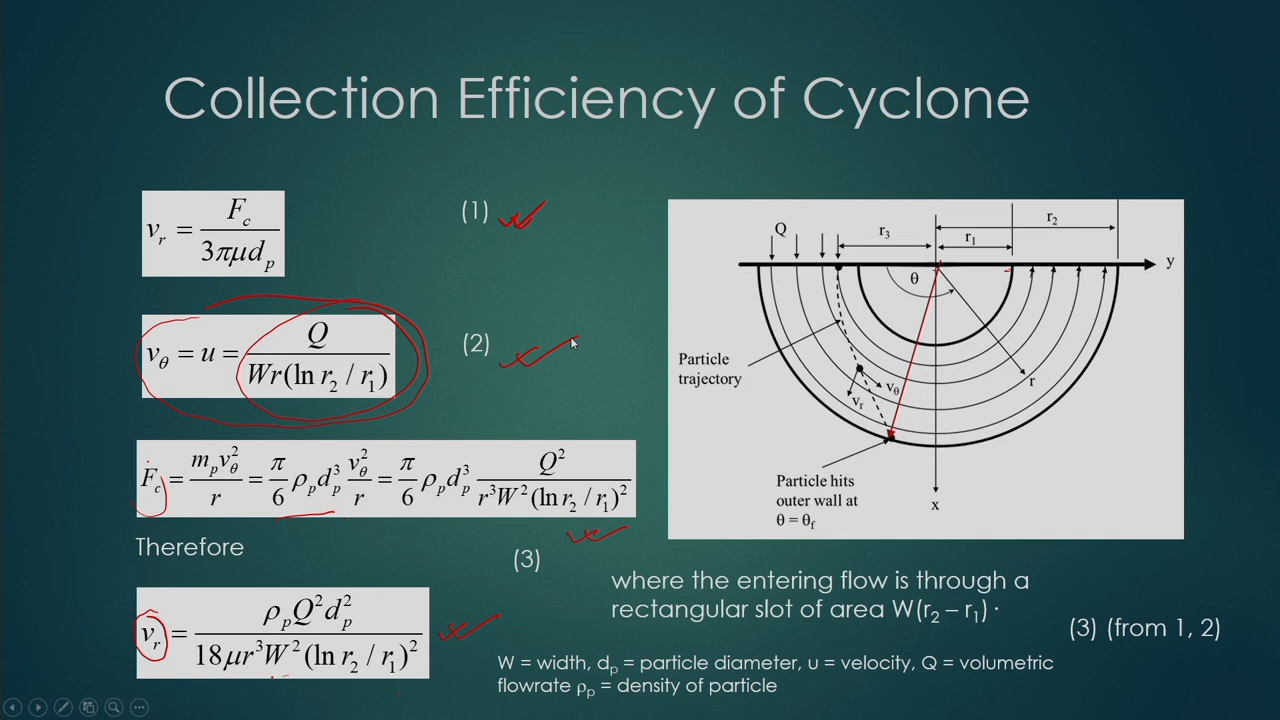 Collection Efficiency of Cyclone
v_r = F_c / 3πμd_p
(1)
v_θ = u = Q / Wr(ln r_2 / r_1)
(2)
F_c = m_p v_θ^2 / r = π/6 ρ_p d_p^3 v_θ^2 / r = π/6 ρ_p d_p^3 Q^2 / r^3 W^2 (ln r_2 / r_1)^2
Therefore
(3)
v_r = ρ_p Q^2 d_p^2 / 18μr^3 W^2 (ln r_2 / r_1)^2
Q
r_3
r_1
r_2
y
θ
Particle
trajectory
v_θ
v_r
r
Particle hits
outer wall at
θ = θ_f
x
where the entering flow is through a
rectangular slot of area W(r_2 – r_1) ·
(3) (from 1, 2)
W = width, d_p = particle diameter, u = velocity, Q = volumetric
flowrate ρ_p = density of particle